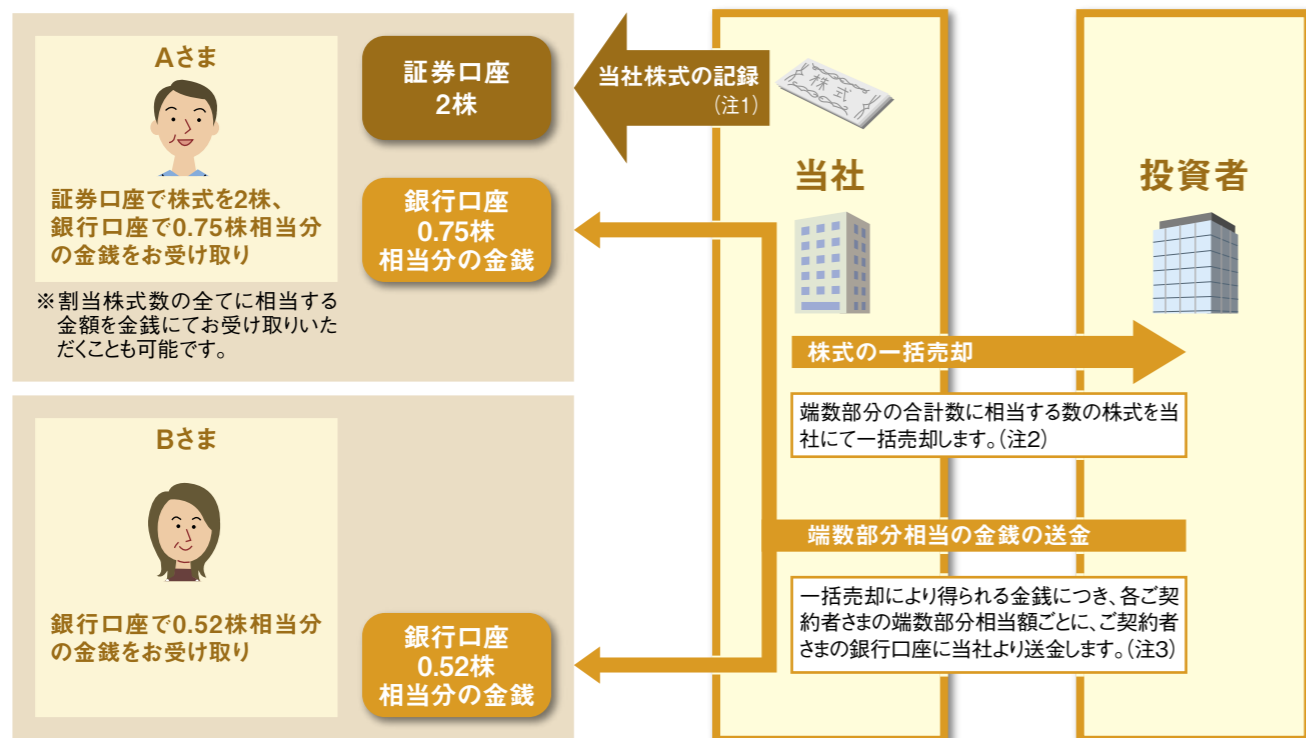 Aさま
証券口座で株式を2株、
銀行口座で0.75株相当分
の金銭をお受け取り
※割当株式数の全てに相当する
金額を金銭にてお受け取りいた
だくことも可能です。
証券口座
2株
銀行口座
0.75株
相当分の金銭
当社株式の記録
(注1)
株式
当社
投資者
株式の一括売却
端数部分の合計数に相当する数の株式を当
社にて一括売却します。(注2)
Bさま
銀行口座で0.52株相当分
の金銭をお受け取り
銀行口座
0.52株
相当分の金銭
端数部分相当の金銭の送金
一括売却により得られる金銭につき、各ご契
約者さまの端数部分相当額ごとに、ご契約者
さまの銀行口座に当社より送金します。(注3)